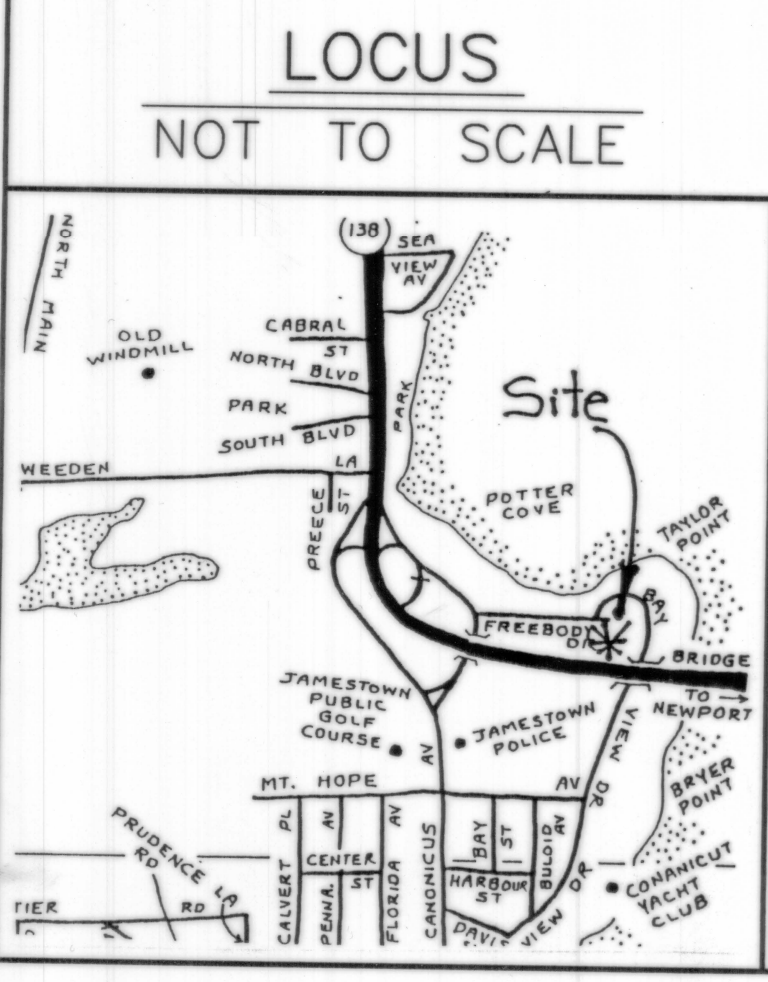 LOCUS
NOT TO SCALE
138
SEA
VIEW
AV
NORTH MAIN
OLD
WINDMILL
CABRAL
ST
NORTH BLVD
PARK
SOUTH BLVD
PARK
Site
WEEDEN LA
PREECE ST
POTTER
COVE
TAYLOR
POINT
BAY
FREEBODY
DR
BRIDGE
TO
NEWPORT
JAMESTOWN
PUBLIC
GOLF
COURSE
JAMESTOWN
POLICE
VIEW DR
BRYER
POINT
MT. HOPE AV
CALVERT PL
PENNA. AV
FLORIDA AV
CANONICUS AV
BAY ST
BULOID AV
CENTER
ST
HARBOUR
ST
PRUDENCE LA
RD
TIER RD
DAVIS
VIEW DR
CONANICUT
YACHT
CLUB